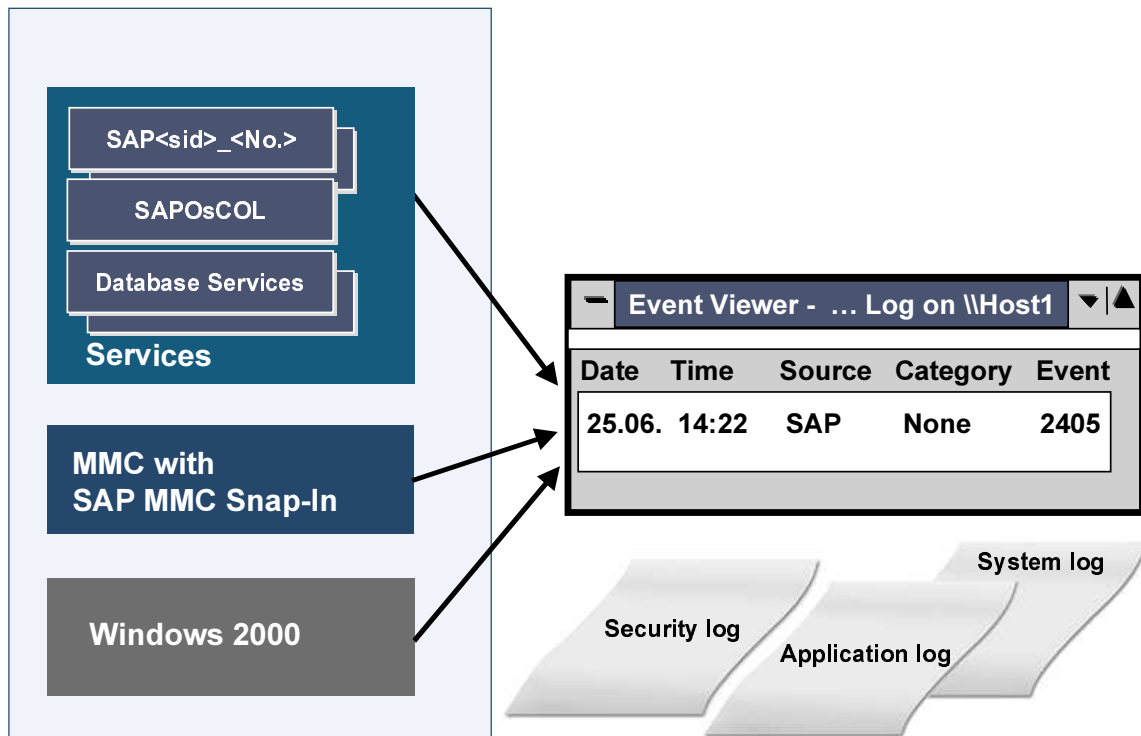 SAP<sid>_<No.>
SAPOsCOL
Database Services
Services
MMC with
SAP MMC Snap-In
Windows 2000
Event Viewer -  … Log on \\Host1
Date Time Source Category Event
25.06. 14:22 SAP None 2405
System log
Security log
Application log